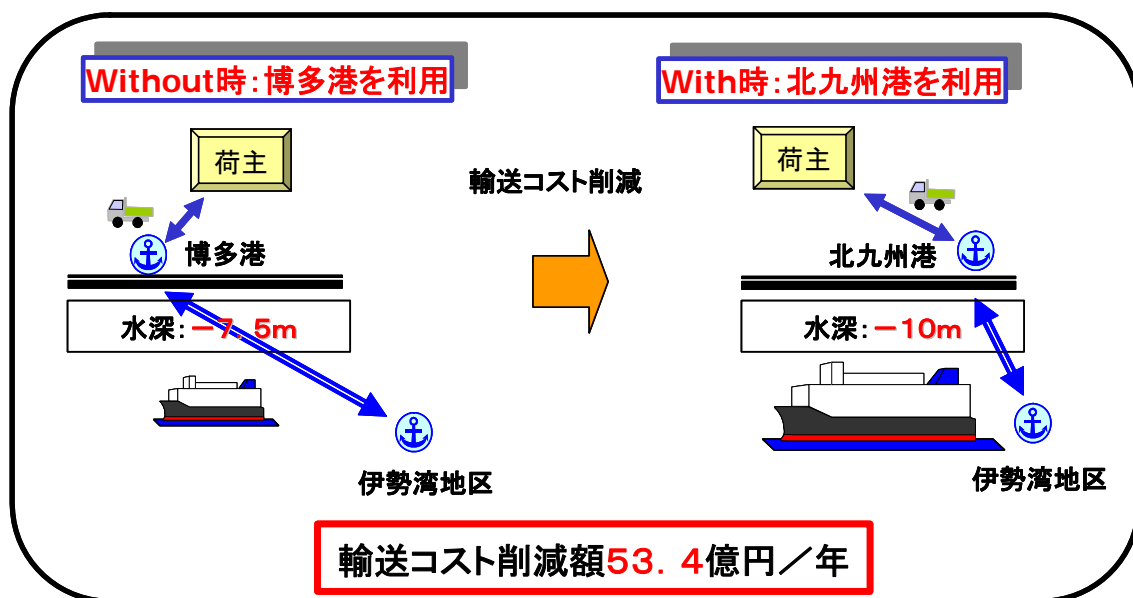 Without時:博多港を利用
With時:北九州港を利用
荷主
荷主
輸送コスト削減
博多港
北九州港
水深:－7．5m
水深:－10m
伊勢湾地区
伊勢湾地区
輸送コスト削減額53．4億円／年